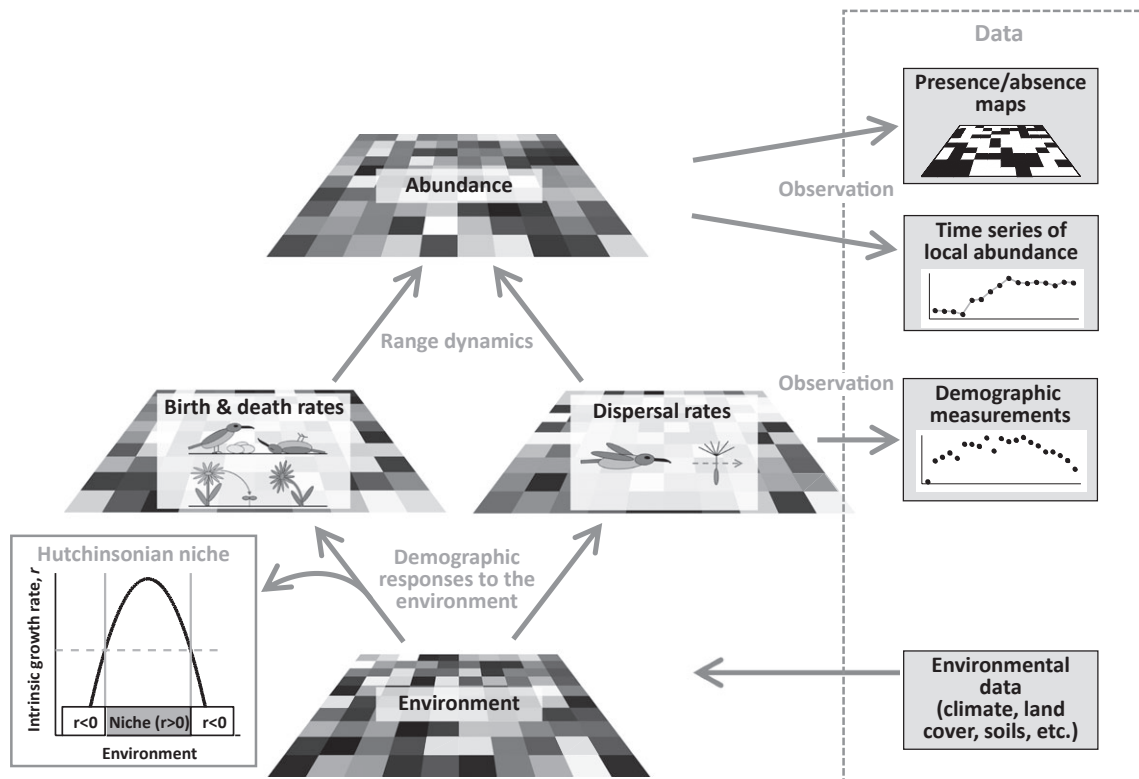 Data
Presence/absence
maps
Abundance
Observation
Time series of
local abundance
Range dynamics
Observation
Birth & death rates
Dispersal rates
Demographic
measurements
Hutchinsonian niche
Intrinsic growth rate, r
r<0
Niche (r>0)
r<0
Environment
Demographic
responses to the
environment
Environment
Environmental
data
(climate, land
cover, soils, etc.)